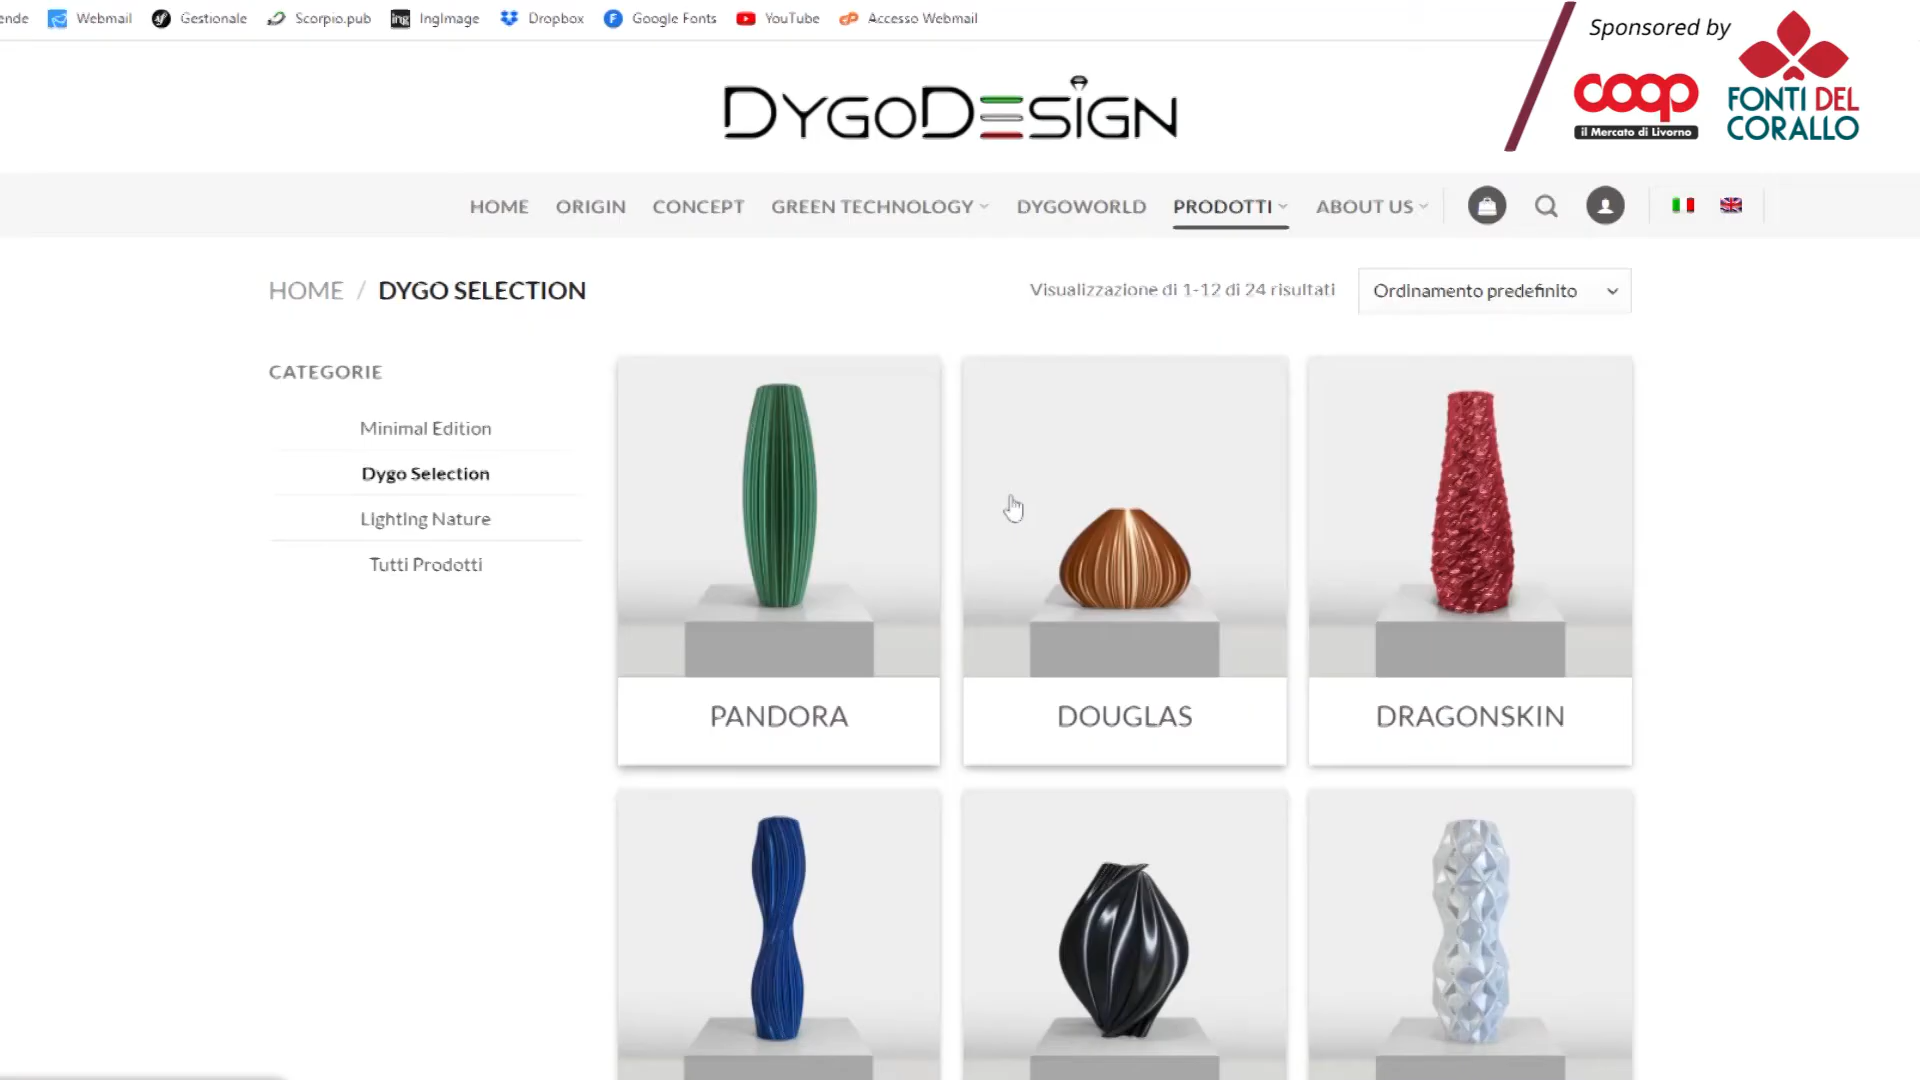 ende Webmail Gestionale Scorpio.pub ing IngImage Dropbox F Google Fonts YouTube Accesso Webmail
Sponsored by
coop
il Mercato di Livorno
FONTI DEL
CORALLO
DYGODESIGN
HOME ORIGIN CONCEPT GREEN TECHNOLOGY DYGOWORLD PRODOTTI ABOUT US
HOME / DYGO SELECTION
Visualizzazione di 1-12 di 24 risultati
Ordinamento predefinito
CATEGORIE
Minimal Edition
Dygo Selection
Lighting Nature
Tutti Prodotti
PANDORA
DOUGLAS
DRAGONSKIN